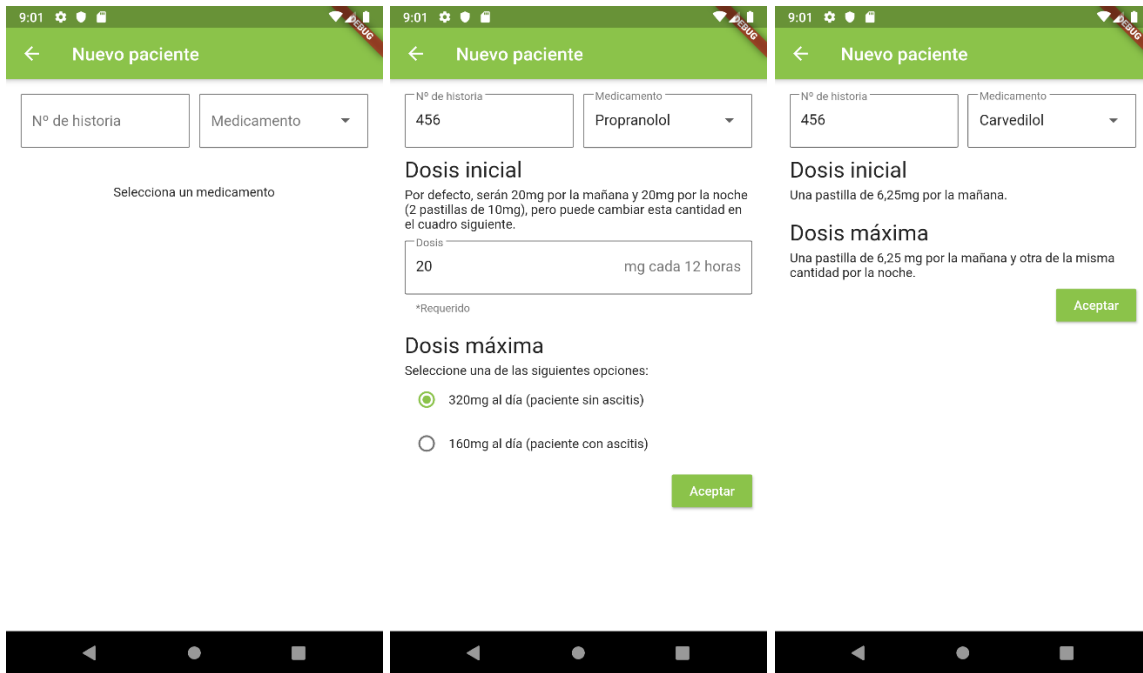 9:01
DEBUG
Nuevo paciente
Nº de historia
Medicamento
Selecciona un medicamento
9:01
DEBUG
Nuevo paciente
Nº de historia
456
Medicamento
Propranolol
Dosis inicial
Por defecto, serán 20mg por la mañana y 20mg por la noche
(2 pastillas de 10mg), pero puede cambiar esta cantidad en
el cuadro siguiente.
Dosis
20 mg cada 12 horas
*Requerido
Dosis máxima
Seleccione una de las siguientes opciones:
320mg al día (paciente sin ascitis)
160mg al día (paciente con ascitis)
Aceptar
9:01
DEBUG
Nuevo paciente
Nº de historia
456
Medicamento
Carvedilol
Dosis inicial
Una pastilla de 6,25mg por la mañana.
Dosis máxima
Una pastilla de 6,25 mg por la mañana y otra de la misma
cantidad por la noche.
Aceptar